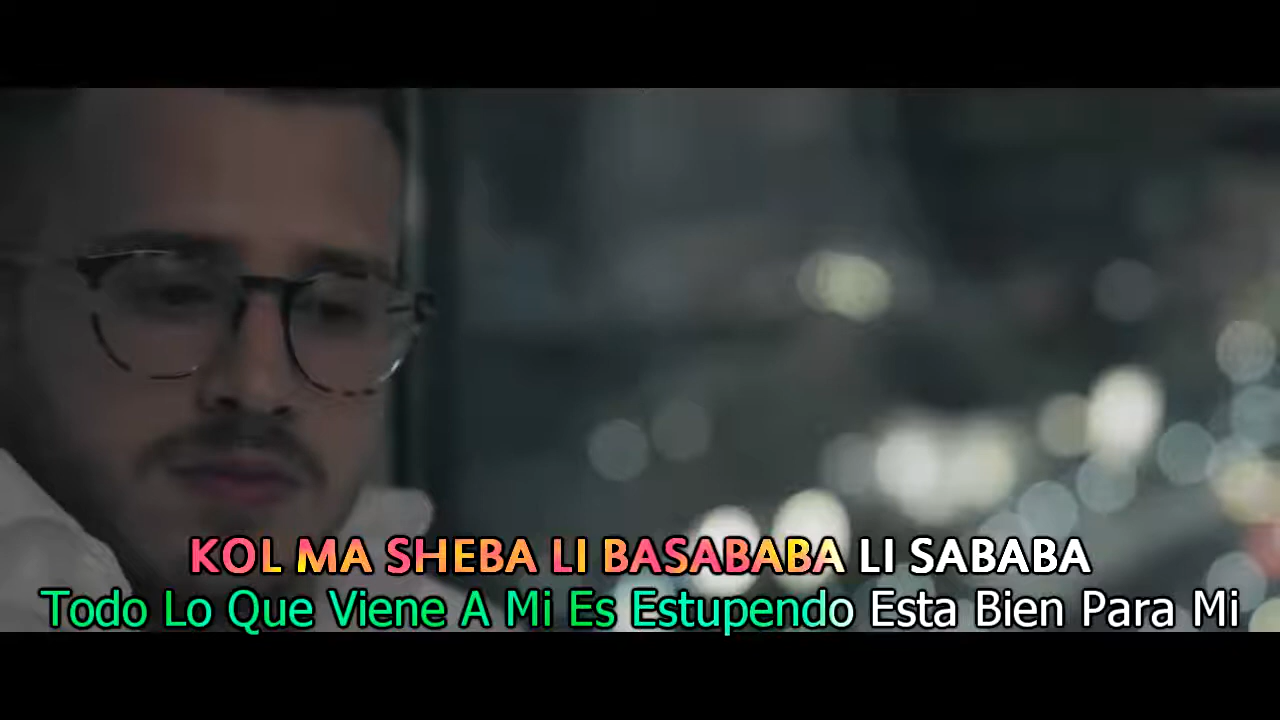 KOL MA SHEBA LI BASABABA LI SABABA
Todo Lo Que Viene A Mi Es Estupendo Esta Bien Para Mi